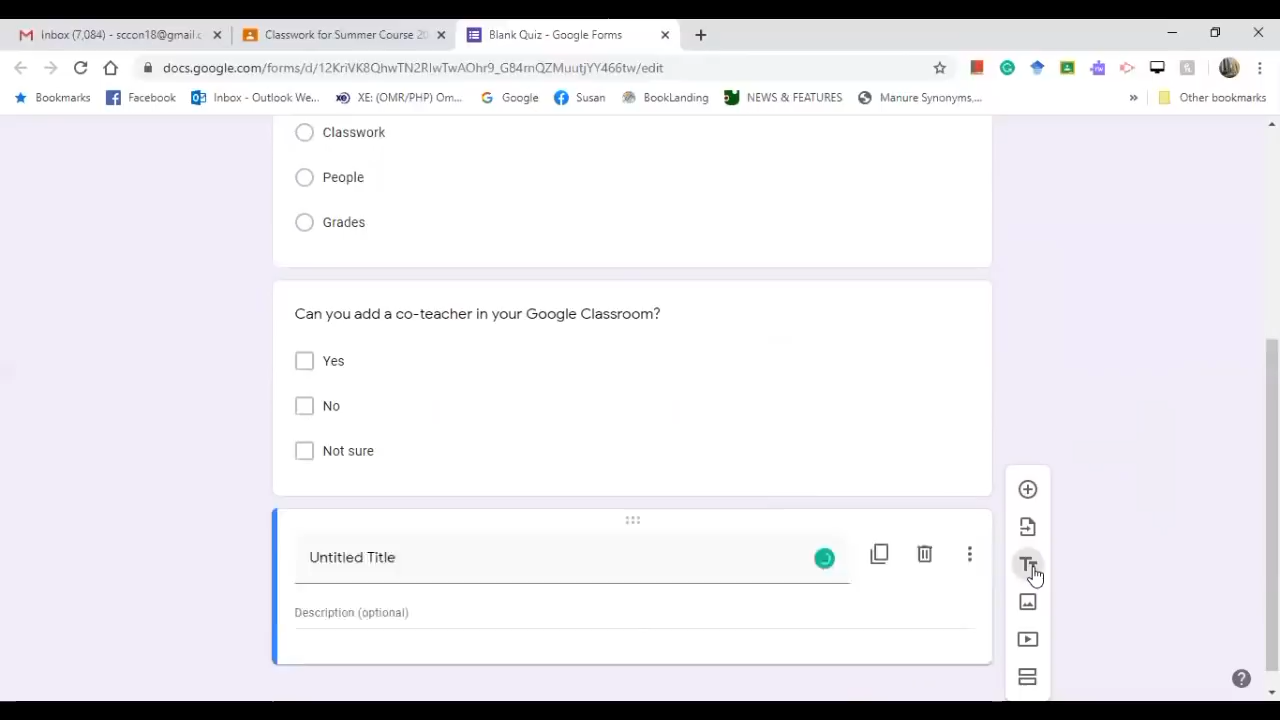 Inbox (7,084) - sccon18@gmail.c
Classwork for Summer Course 20
Blank Quiz - Google Forms
docs.google.com/forms/d/12KriVK8QhwTN2RlwTwAOhr9_G84rnQZMuutjYY466tw/edit
Bookmarks
Facebook
Inbox - Outlook We...
XE: (OMR/PHP) Om...
Google
Susan
BookLanding
NEWS & FEATURES
Manure Synonyms,...
»
Other bookmarks
Classwork
People
Grades
Can you add a co-teacher in your Google Classroom?
Yes
No
Not sure
Untitled Title
Description (optional)